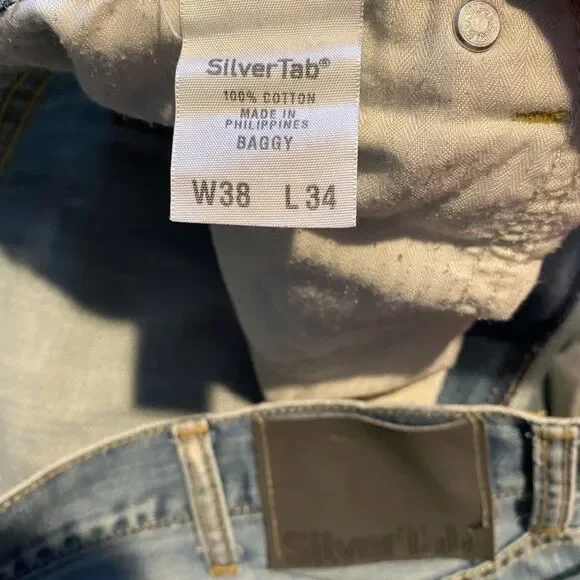 SilverTab®
100% COTTON
MADE IN
PHILIPPINES
BAGGY
W38 L34
SilverTab